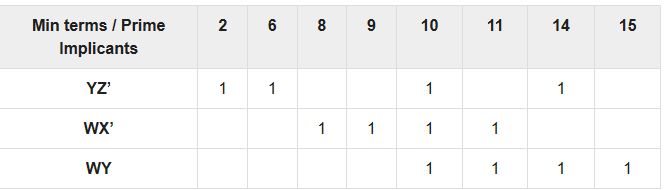 Min terms / Prime Implicants 2 6 8 9 10 11 14 15
YZ’ 1 1 1 1
WX’ 1 1 1 1
WY 1 1 1 1